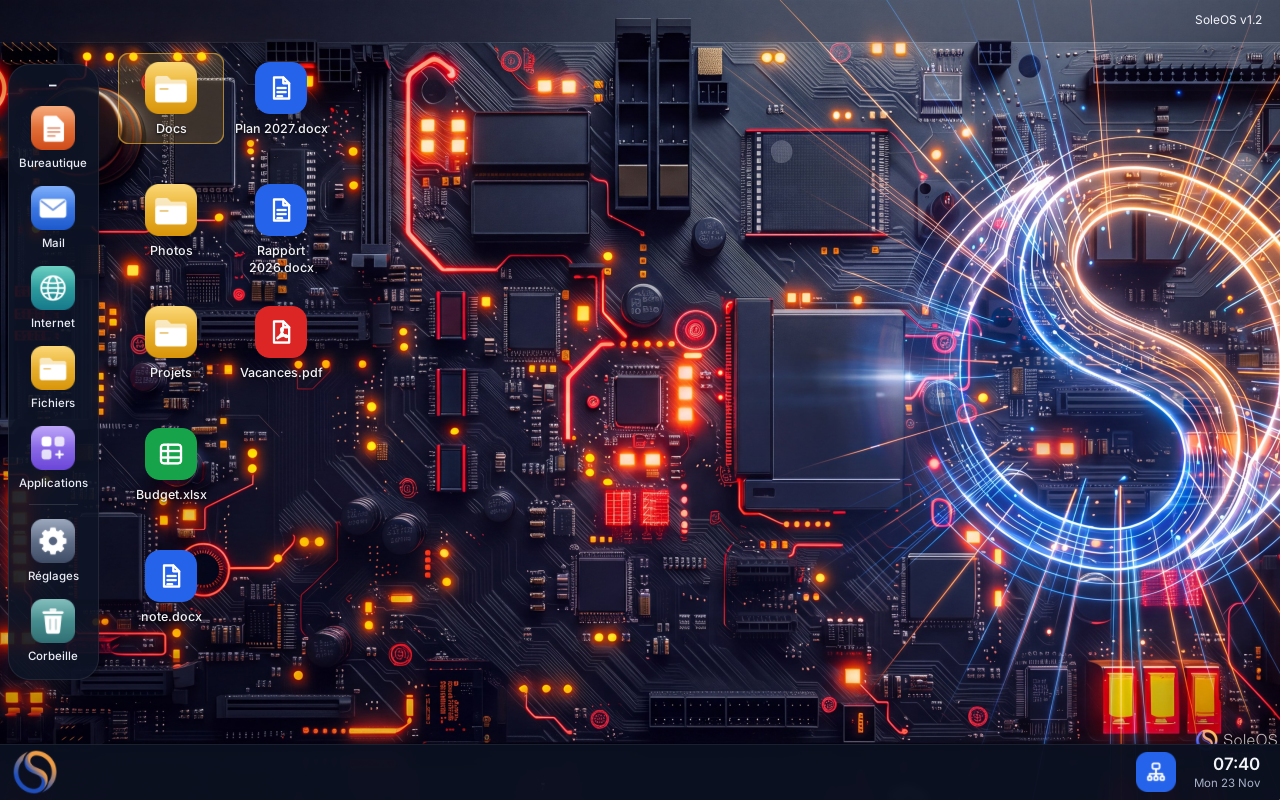 SoleOS v1.2
Bureautique
Mail
Internet
Fichiers
Applications
Réglages
Corbeille
Docs
Photos
Projets
Budget.xlsx
note.docx
Plan 2027.docx
Rapport
2026.docx
Vacances.pdf
SoleOS
07:40
Mon 23 Nov